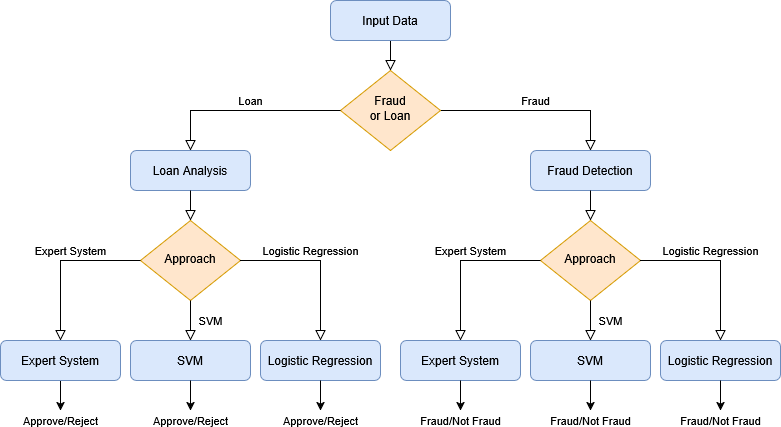 Input Data
Fraud
or Loan
Loan
Fraud
Loan Analysis
Fraud Detection
Expert System
Approach
Logistic Regression
Expert System
Approach
Logistic Regression
SVM
SVM
Expert System
SVM
Logistic Regression
Expert System
SVM
Logistic Regression
Approve/Reject
Approve/Reject
Approve/Reject
Fraud/Not Fraud
Fraud/Not Fraud
Fraud/Not Fraud